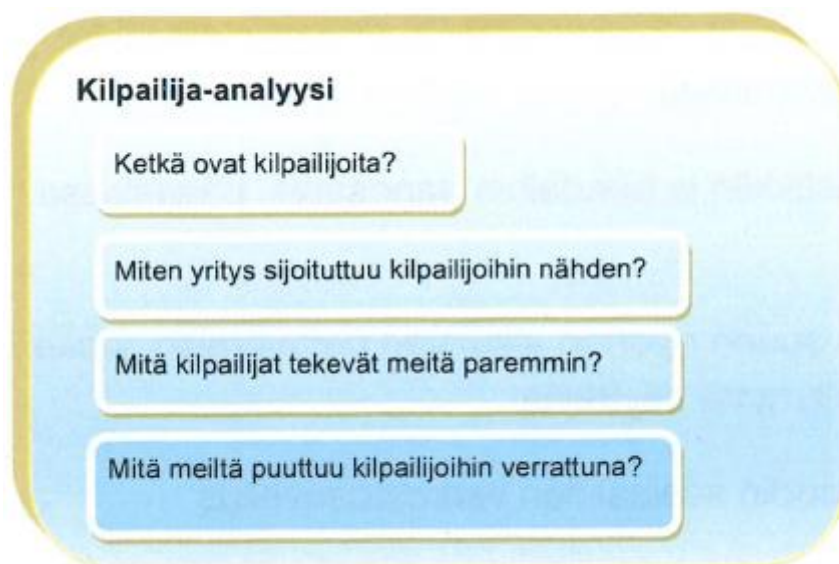 Kilpailija-analyysi
Ketkä ovat kilpailijoita?
Miten yritys sijoituttuu kilpailijoihin nähden?
Mitä kilpailijat tekevät meitä paremmin?
Mitä meiltä puuttuu kilpailijoihin verrattuna?